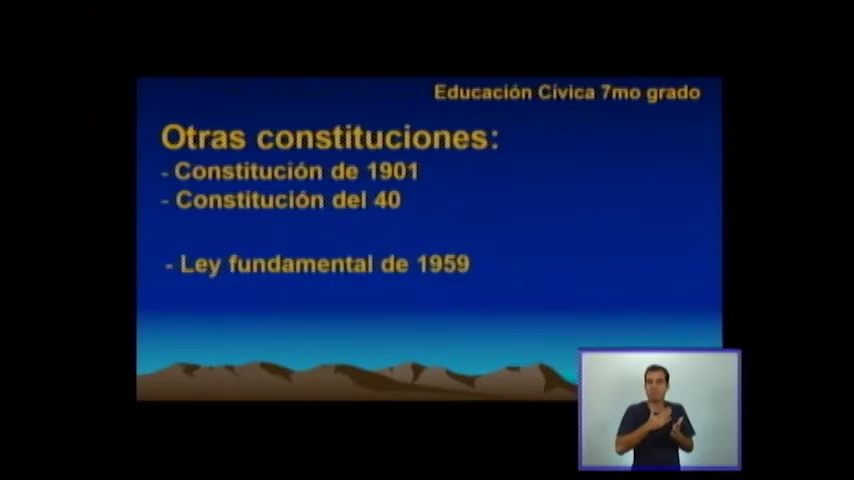 Educación Cívica 7mo grado
Otras constituciones:
- Constitución de 1901
- Constitución del 40
- Ley fundamental de 1959